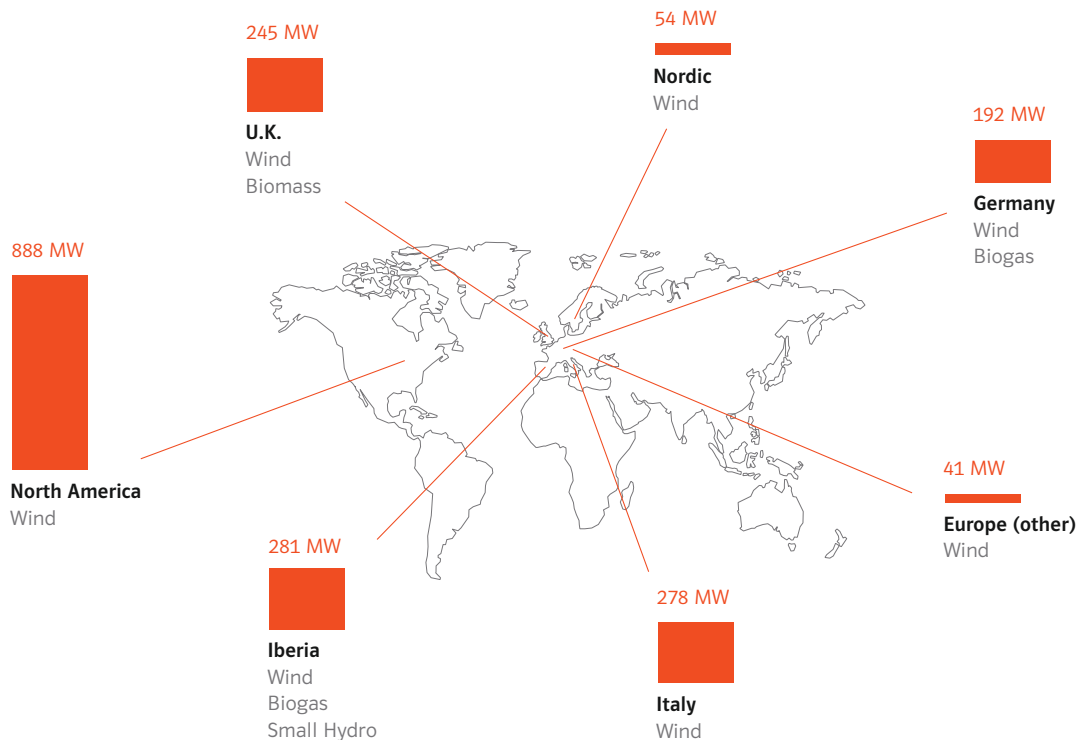 245 MW
U.K.
Wind
Biomass
54 MW
Nordic
Wind
192 MW
Germany
Wind
Biogas
888 MW
North America
Wind
281 MW
Iberia
Wind
Biogas
Small Hydro
278 MW
Italy
Wind
41 MW
Europe (other)
Wind